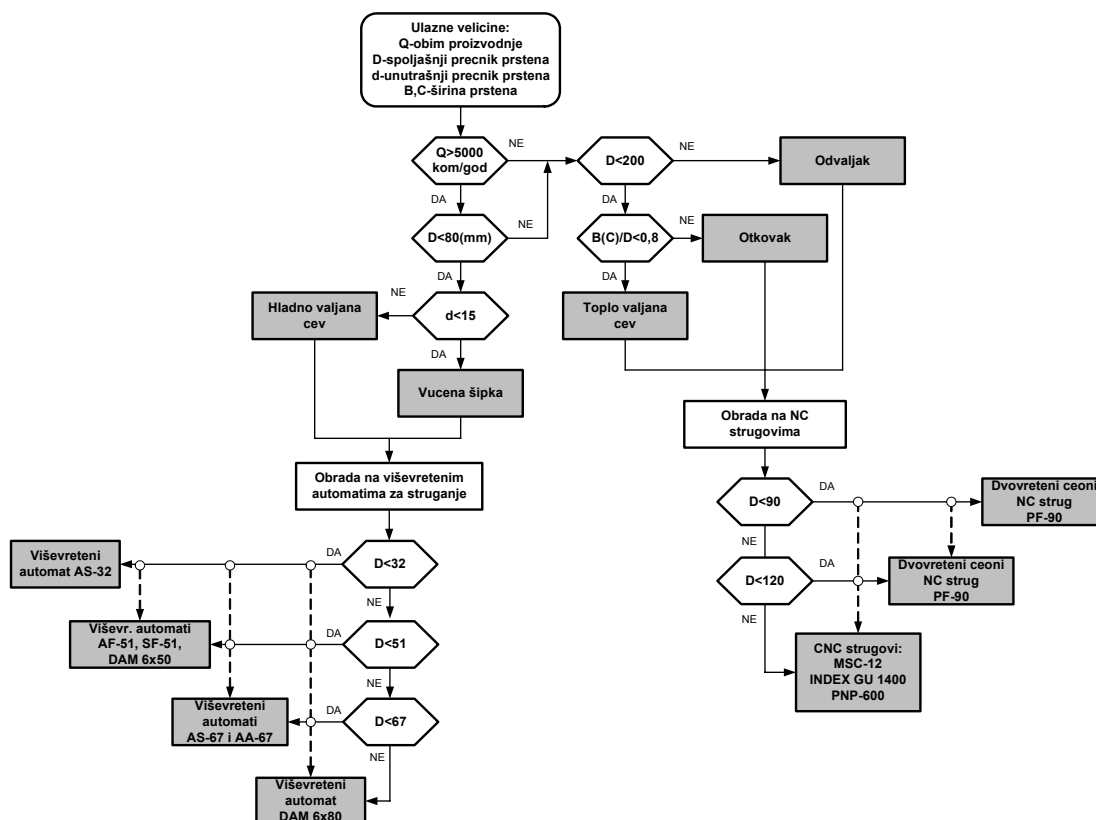 Ulazne velicine:
Q-obim proizvodnje
D-spoljašnji precnik prstena
d-unutrašnji precnik prstena
B,C-širina prstena
Q>5000
kom/god
NE
D<200
NE
Odvaljak
DA
DA
D<80(mm)
NE
B(C)/D<0,8
NE
Otkovak
DA
DA
Hladno valjana
cev
NE
d<15
Toplo valjana
cev
DA
Vucena šipka
Obrada na NC
strugovima
Obrada na viševretenim
automatima za struganje
D<90
DA
Dvovreteni ceoni
NC strug
PF-90
NE
Viševreteni
automat AS-32
DA
D<32
D<120
DA
Dvovreteni ceoni
NC strug
PF-90
NE
NE
Viševr. automati
AF-51, SF-51,
DAM 6x50
DA
D<51
CNC strugovi:
MSC-12
INDEX GU 1400
PNP-600
NE
Viševreteni
automati
AS-67 i AA-67
DA
D<67
NE
Viševreteni
automat
DAM 6x80